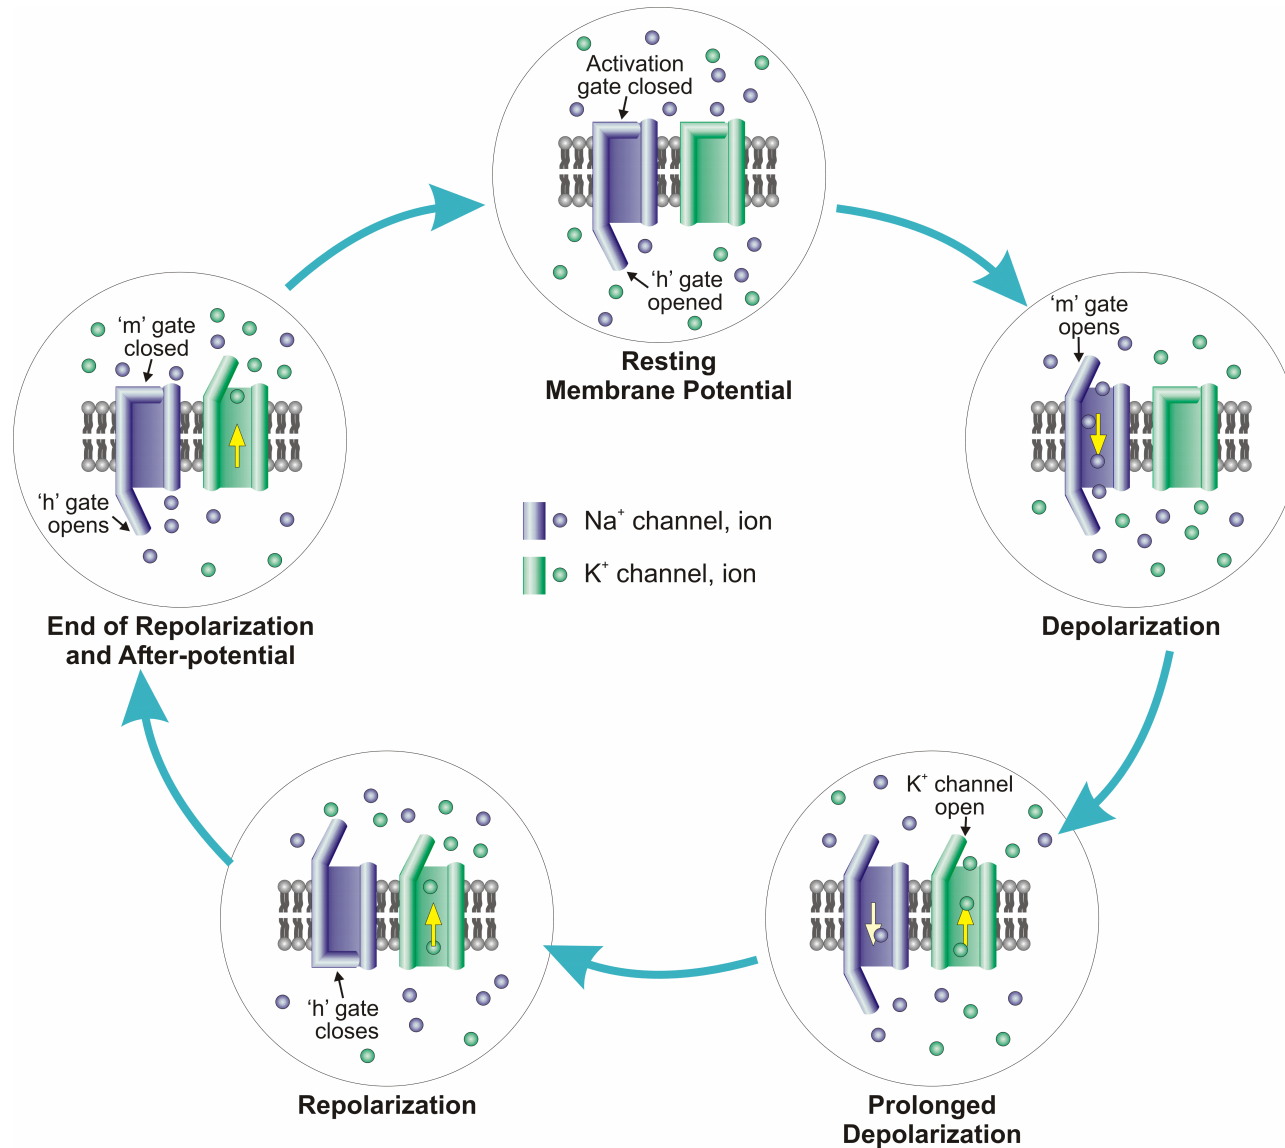 Activation
gate closed
‘h’ gate
opened
Resting
Membrane Potential
‘m’ gate
opens
Depolarization
K⁺ channel
open
Prolonged
Depolarization
‘h’ gate
closes
Repolarization
‘m’ gate
closed
‘h’ gate
opens
End of Repolarization
and After-potential
Na⁺ channel, ion
K⁺ channel, ion